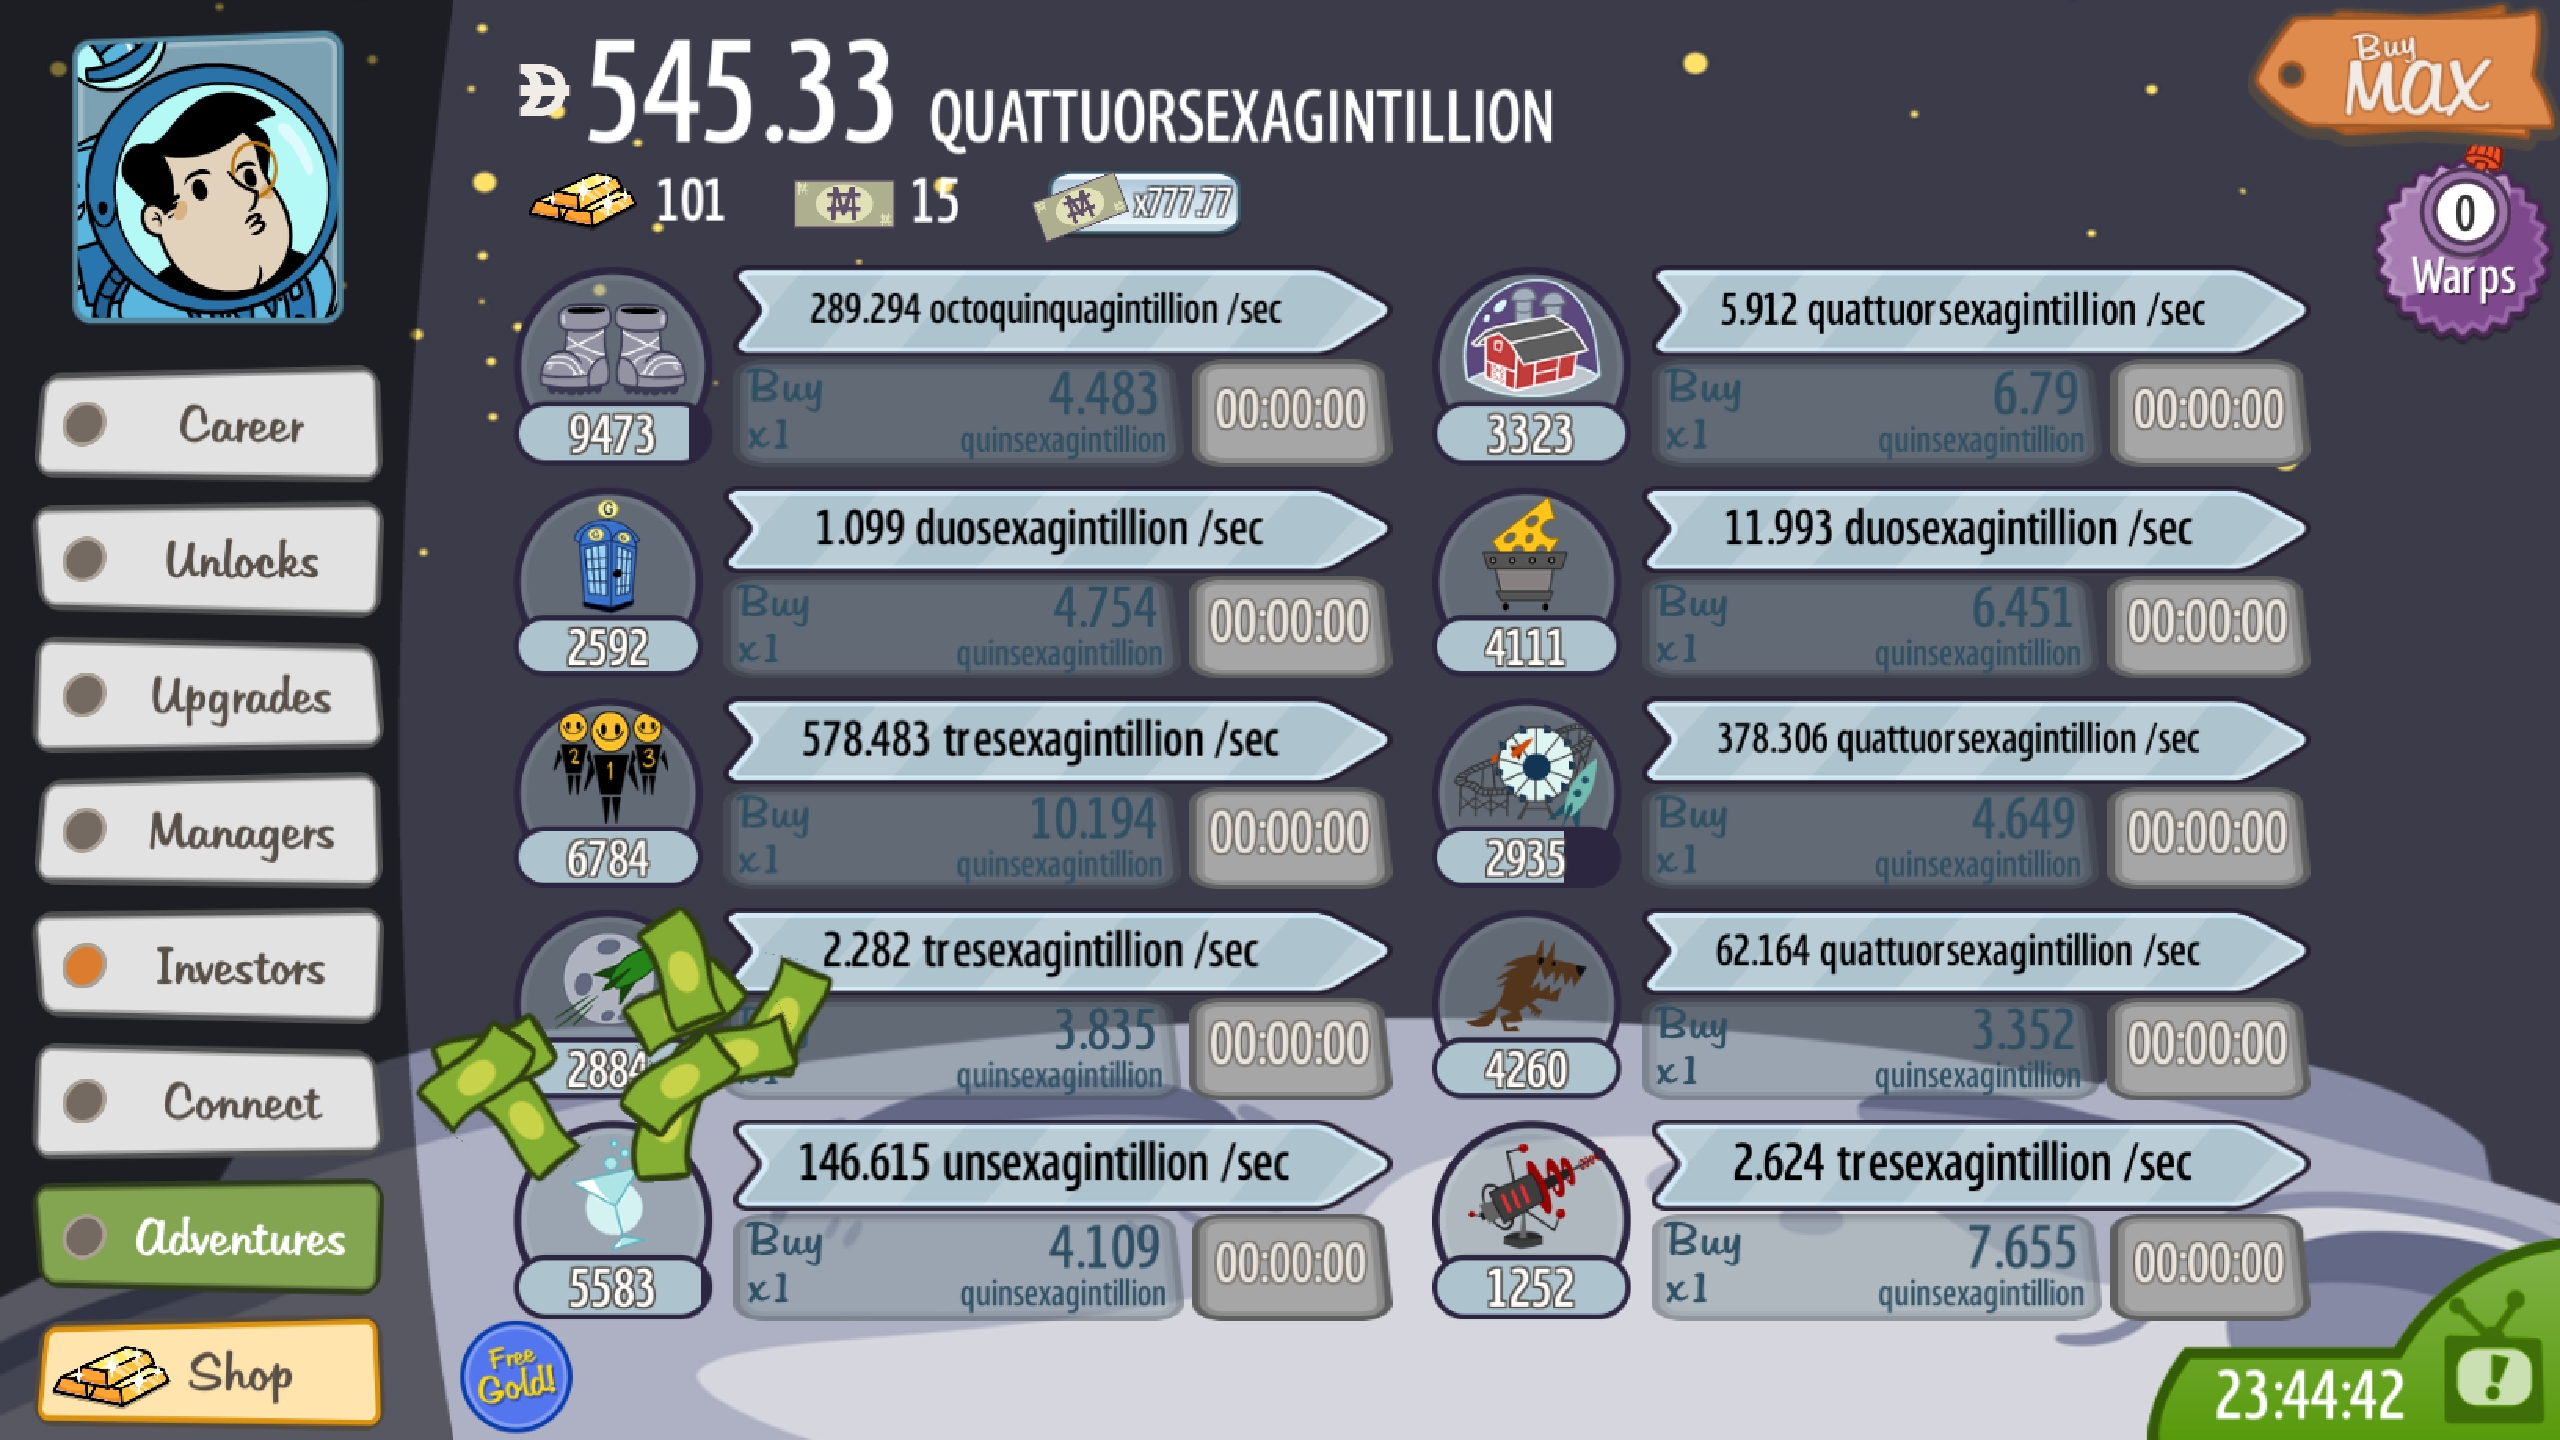 545.33 QUATTUORSEXAGINTILLION
Buy
MAX
101
15
x777.77
0
Warps
Career
Unlocks
Upgrades
Managers
Investors
Connect
Adventures
Shop
289.294 octoquinquagintillion /sec
Buy 4.483
x1 quinsexagintillion
00:00:00
9473
5.912 quattuorsexagintillion /sec
Buy 6.79
x1 quinsexagintillion
00:00:00
3323
G
G G
1.099 duosexagintillion /sec
Buy 4.754
x1 quinsexagintillion
00:00:00
2592
11.993 duosexagintillion /sec
Buy 6.451
x1 quinsexagintillion
00:00:00
4111
2 1 3
578.483 tresexagintillion /sec
Buy 10.194
x1 quinsexagintillion
00:00:00
6784
378.306 quattuorsexagintillion /sec
Buy 4.649
x1 quinsexagintillion
00:00:00
2935
2.282 tresexagintillion /sec
3.835
quinsexagintillion
00:00:00
2884
62.164 quattuorsexagintillion /sec
Buy 3.352
x1 quinsexagintillion
00:00:00
4260
146.615 unsexagintillion /sec
Buy 4.109
x1 quinsexagintillion
00:00:00
5583
2.624 tresexagintillion /sec
Buy 7.655
x1 quinsexagintillion
00:00:00
1252
Free
Gold!
23:44:42
!